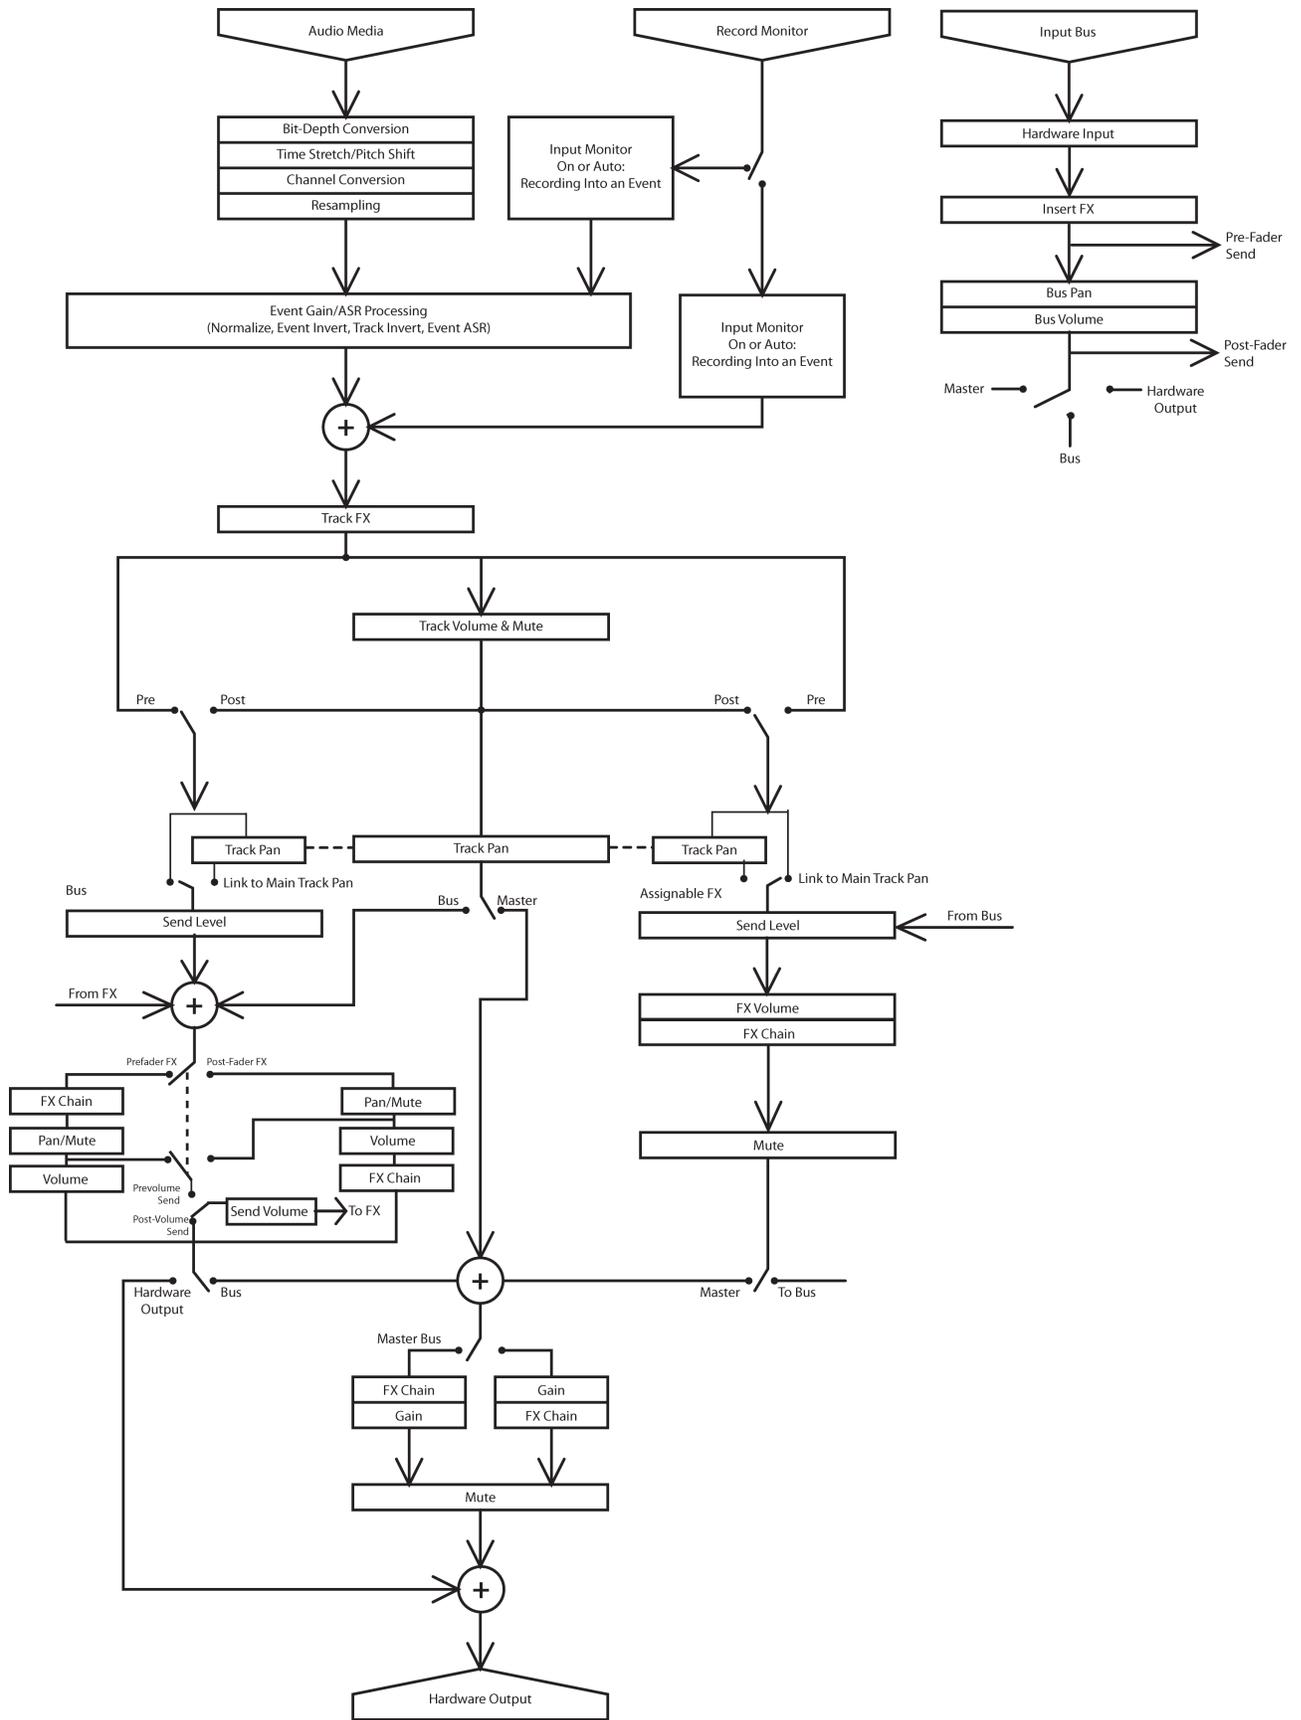 Audio Media
Record Monitor
Input Bus
Bit-Depth Conversion
Time Stretch/Pitch Shift
Channel Conversion
Resampling
Input Monitor
On or Auto:
Recording Into an Event
Hardware Input
Insert FX
Pre-Fader
Send
Bus Pan
Bus Volume
Post-Fader
Send
Master
Hardware
Output
Bus
Event Gain/ASR Processing
(Normalize, Event Invert, Track Invert, Event ASR)
Input Monitor
On or Auto:
Recording Into an Event
+
Track FX
Track Volume & Mute
Pre
Post
Post
Pre
Track Pan
Track Pan
Track Pan
Link to Main Track Pan
Link to Main Track Pan
Bus
Send Level
Bus
Master
Assignable FX
Send Level
From Bus
From FX
+
FX Volume
FX Chain
Prefader FX
Post-Fader FX
FX Chain
Pan/Mute
Volume
Pan/Mute
Volume
FX Chain
Prevolume
Send
Post-Volume
Send
Send Volume
To FX
Mute
Hardware
Output
Bus
+
Master
To Bus
Master Bus
FX Chain
Gain
Gain
FX Chain
Mute
+
Hardware Output